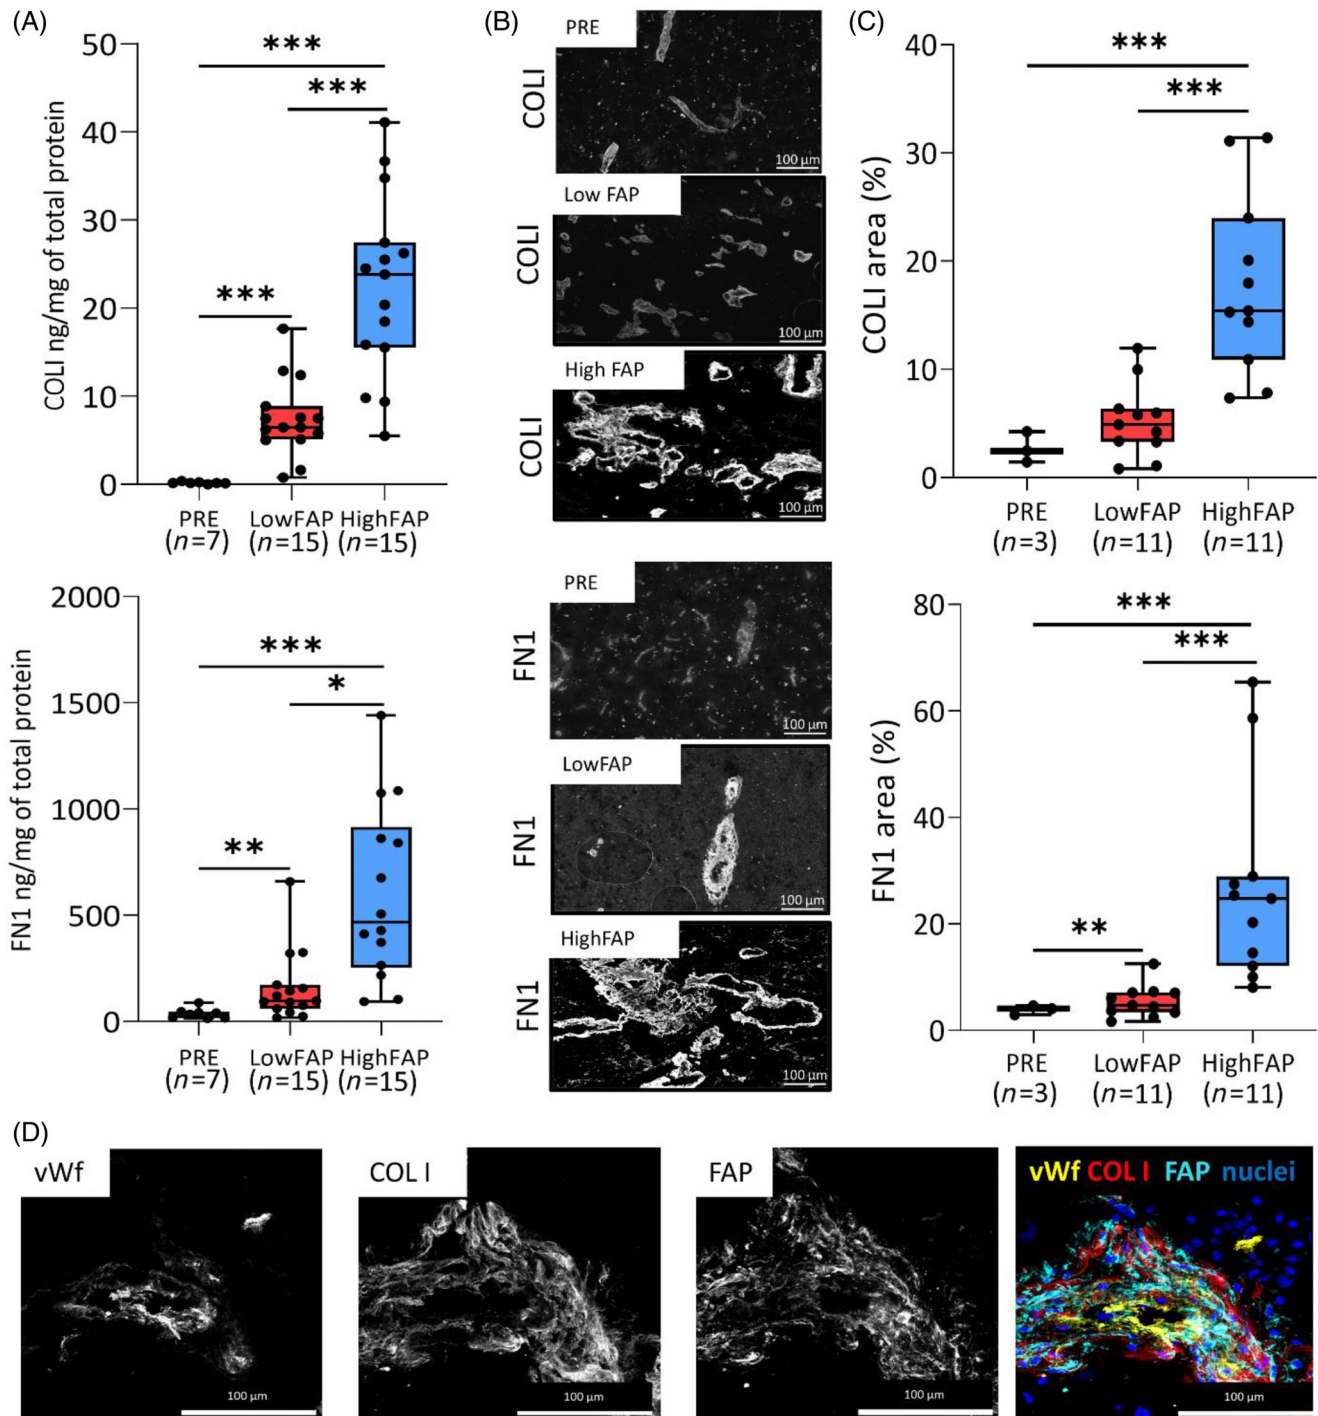 (A)
50
40
30
20
10
0
COLI ng/mg of total protein
***
***
***
PRE
(n=7)
LowFAP
(n=15)
HighFAP
(n=15)
(B)
PRE
COLI
100 µm
Low FAP
COLI
100 µm
High FAP
COLI
100 µm
(C)
40
30
20
10
0
COLI area (%)
***
***
PRE
(n=3)
LowFAP
(n=11)
HighFAP
(n=11)
2000
1500
1000
500
0
FN1 ng/mg of total protein
***
*
**
PRE
(n=7)
LowFAP
(n=15)
HighFAP
(n=15)
PRE
FN1
100 µm
LowFAP
FN1
100 µm
HighFAP
FN1
100 µm
80
60
40
20
0
FN1 area (%)
***
***
**
PRE
(n=3)
LowFAP
(n=11)
HighFAP
(n=11)
(D)
vWf
100 µm
COL I
100 µm
FAP
100 µm
vWf COL I FAP nuclei
100 µm